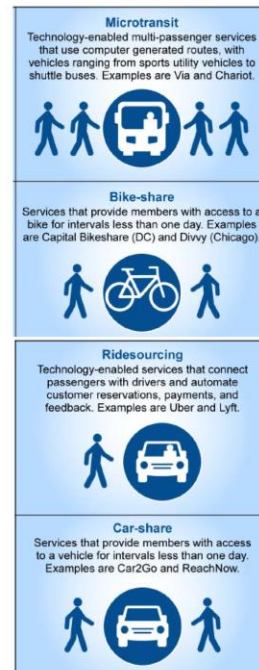 Microtransit
Technology-enabled multi-passenger services
that use computer generated routes, with
vehicles ranging from sports utility vehicles to
shuttle buses. Examples are Via and Chariot.
Bike-share
Services that provide members with access to a
bike for intervals less than one day. Examples
are Capital Bikeshare (DC) and Divvy (Chicago)
Ridesourcing
Technology-enabled services that connect
passengers with drivers and automate
customer reservations, payments, and
feedback. Examples are Uber and Lyft.
Car-share
Services that provide members with access
to a vehicle for intervals less than one day.
Examples are Car2Go and ReachNow.